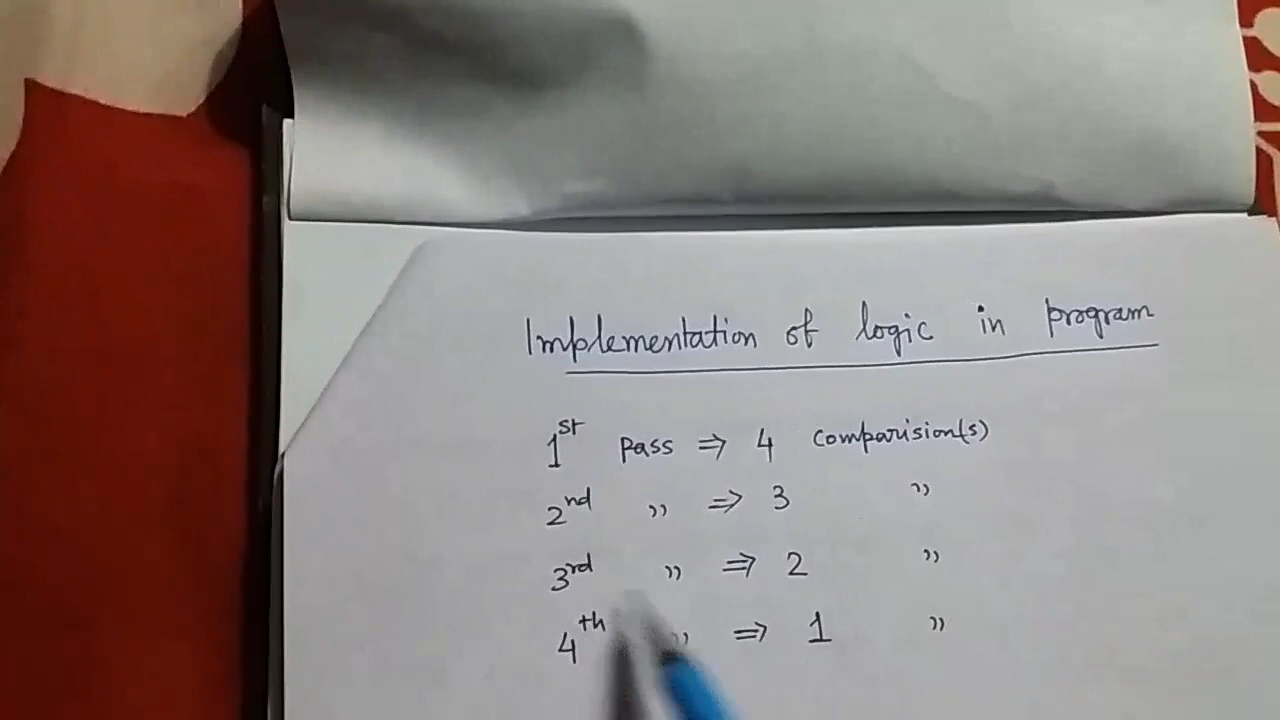 Implementation of logic in program
1st Pass ⇒ 4 Comparision(s)
2nd ” ⇒ 3 ”
3rd ” ⇒ 2 ”
4th ” ⇒ 1 ”